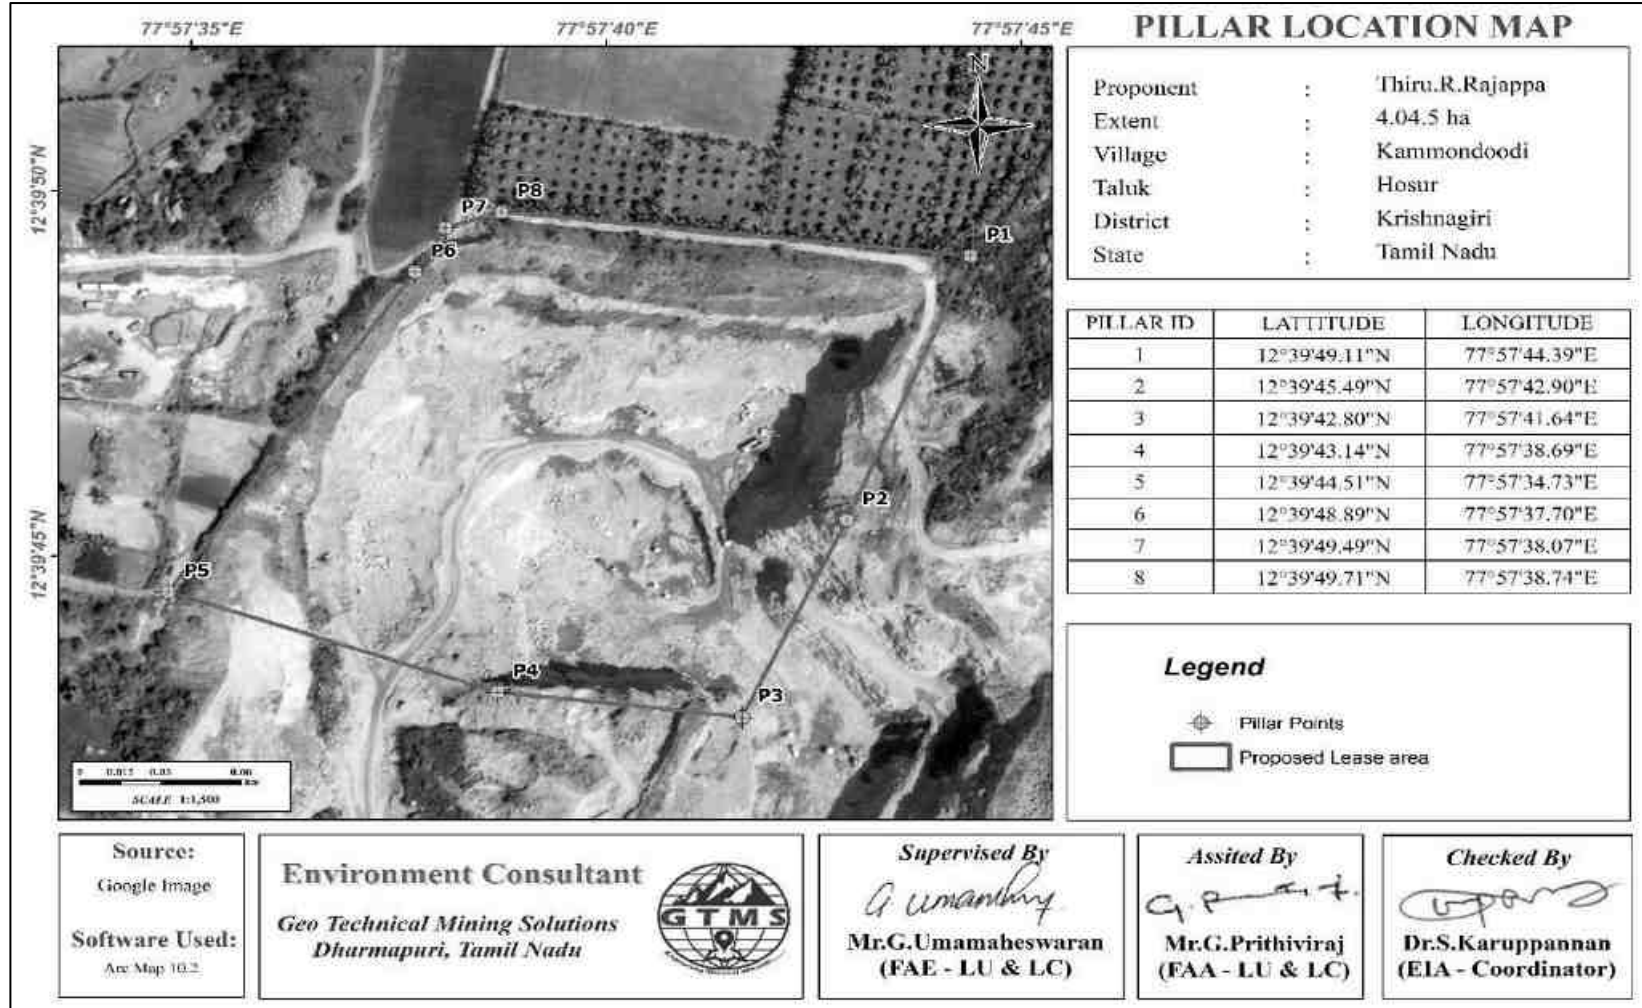 77°57'35"E 77°57'40"E 77°57'45"E
PILLAR LOCATION MAP
Proponent : Thiru.R.Rajappa
Extent : 4.04.5 ha
Village : Kammondoodi
Taluk : Hosur
District : Krishnagiri
State : Tamil Nadu
12°39'50"N
12°39'45"N
N
P8
P7
P1
P6
P2
P5
P4
P3
PILLAR ID LATTITUDE LONGITUDE
1 12°39'49.11"N 77°57'44.39"E
2 12°39'45.49"N 77°57'42.90"E
3 12°39'42.80"N 77°57'41.64"E
4 12°39'43.14"N 77°57'38.69"E
5 12°39'44.51"N 77°57'34.73"E
6 12°39'48.89"N 77°57'37.70"E
7 12°39'49.49"N 77°57'38.07"E
8 12°39'49.71"N 77°57'38.74"E
Legend
Pillar Points
Proposed Lease area
0 0.015 0.03 0.06
SCALE 1:1,500
Source:
Google Image
Software Used:
Arc Map 10.2
Environment Consultant
Geo Technical Mining Solutions
Dharmapuri, Tamil Nadu
GTMS
Supervised By
Mr.G.Umamaheswaran
(FAE - LU & LC)
Assited By
Mr.G.Prithiviraj
(FAA - LU & LC)
Checked By
Dr.S.Karuppannan
(EIA - Coordinator)